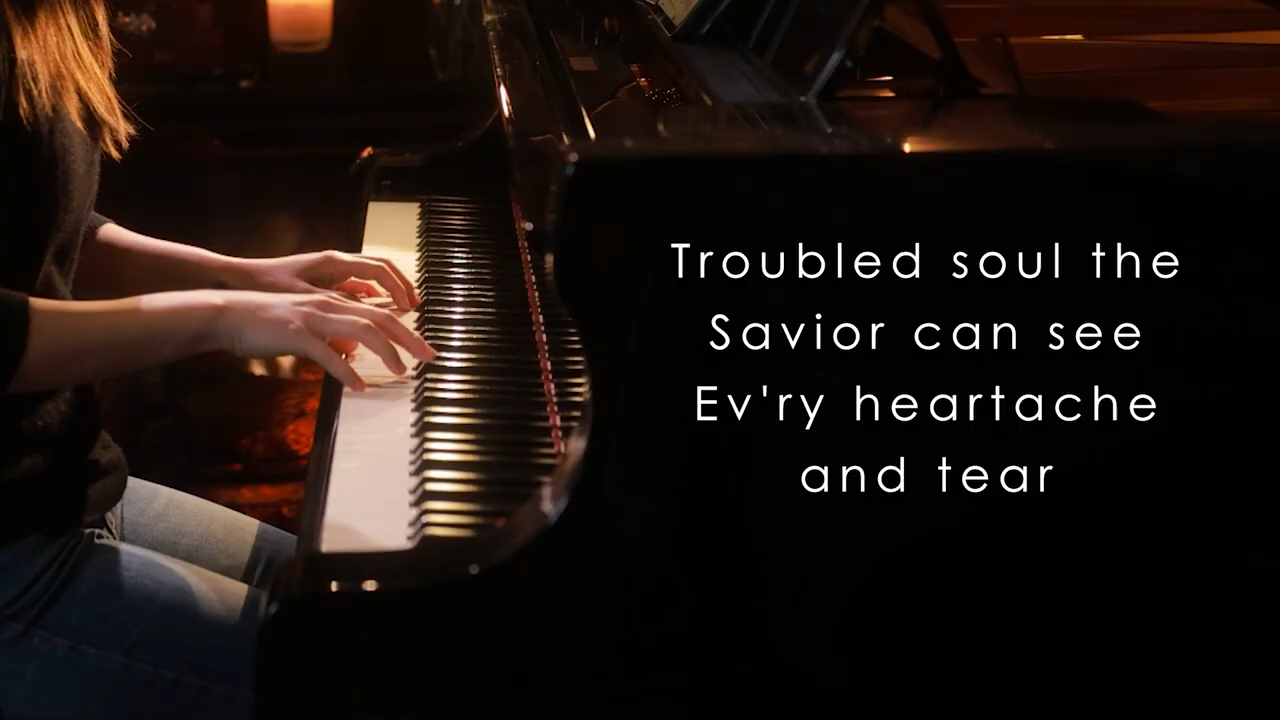 Troubled soul the
Savior can see
Ev'ry heartache
and tear